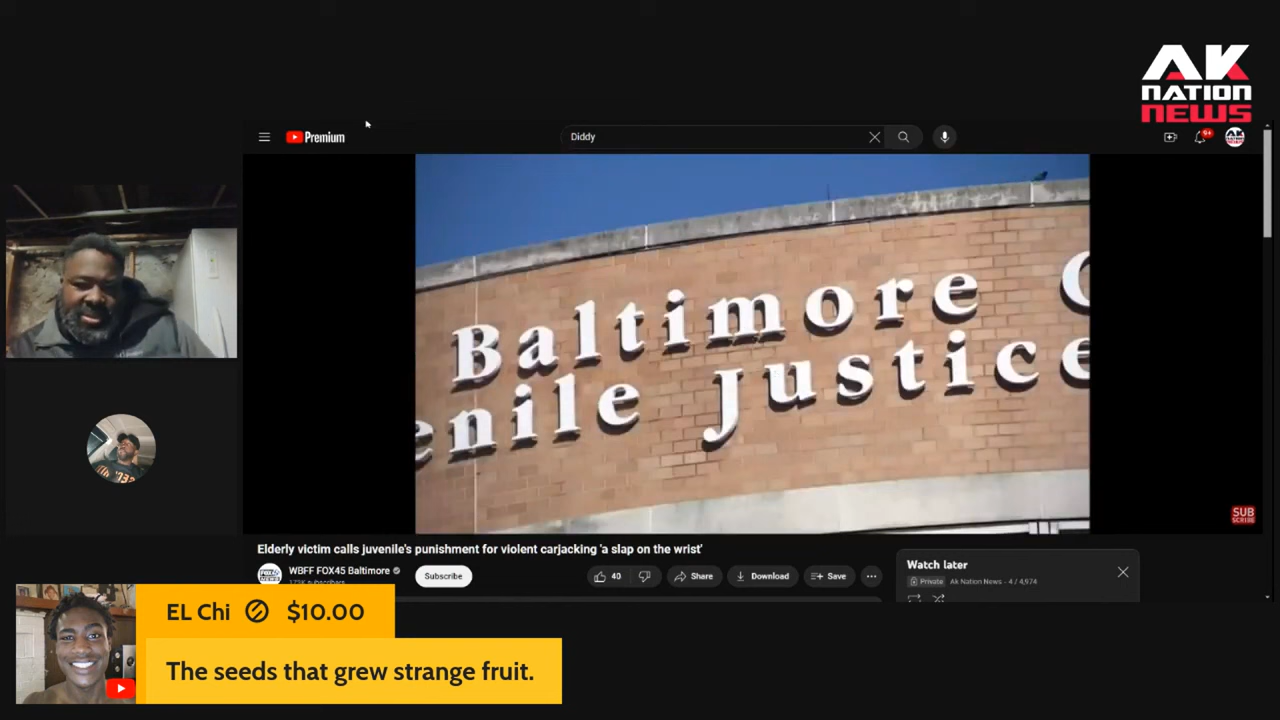 AK
NATION
NEWS
Premium
Diddy
9+
Baltimore C
enile Justice
SUB
SCRIBE
Elderly victim calls juvenile's punishment for violent carjacking 'a slap on the wrist'
WBFF FOX45 Baltimore
Subscribe
40
Share
Download
Save
Watch later
Private
Ak Nation News - 4 / 4,974
EL Chi
$10.00
The seeds that grew strange fruit.